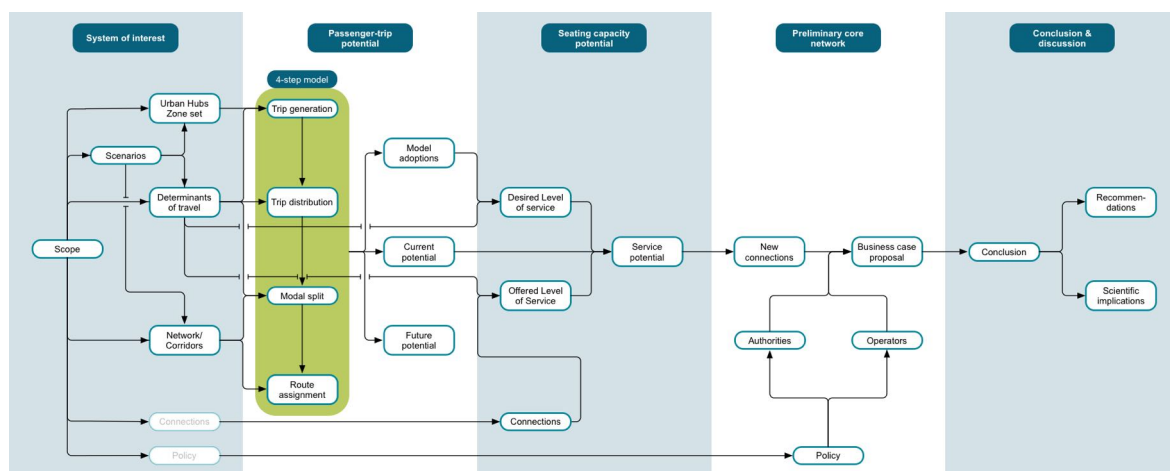 System of interest
Passenger-trip
potential
Seating capacity
potential
Preliminary core
network
Conclusion &
discussion
4-step model
Urban Hubs
Zone set
Trip generation
Scenarios
Model
adoptions
Determinants
of travel
Trip distribution
Desired Level
of service
Recommen-
dations
Scope
Current
potential
Service
potential
New
connections
Business case
proposal
Conclusion
Modal split
Offered Level
of Service
Scientific
implications
Network/
Corridors
Future
potential
Authorities
Operators
Route
assignment
Connections
Connections
Policy
Policy